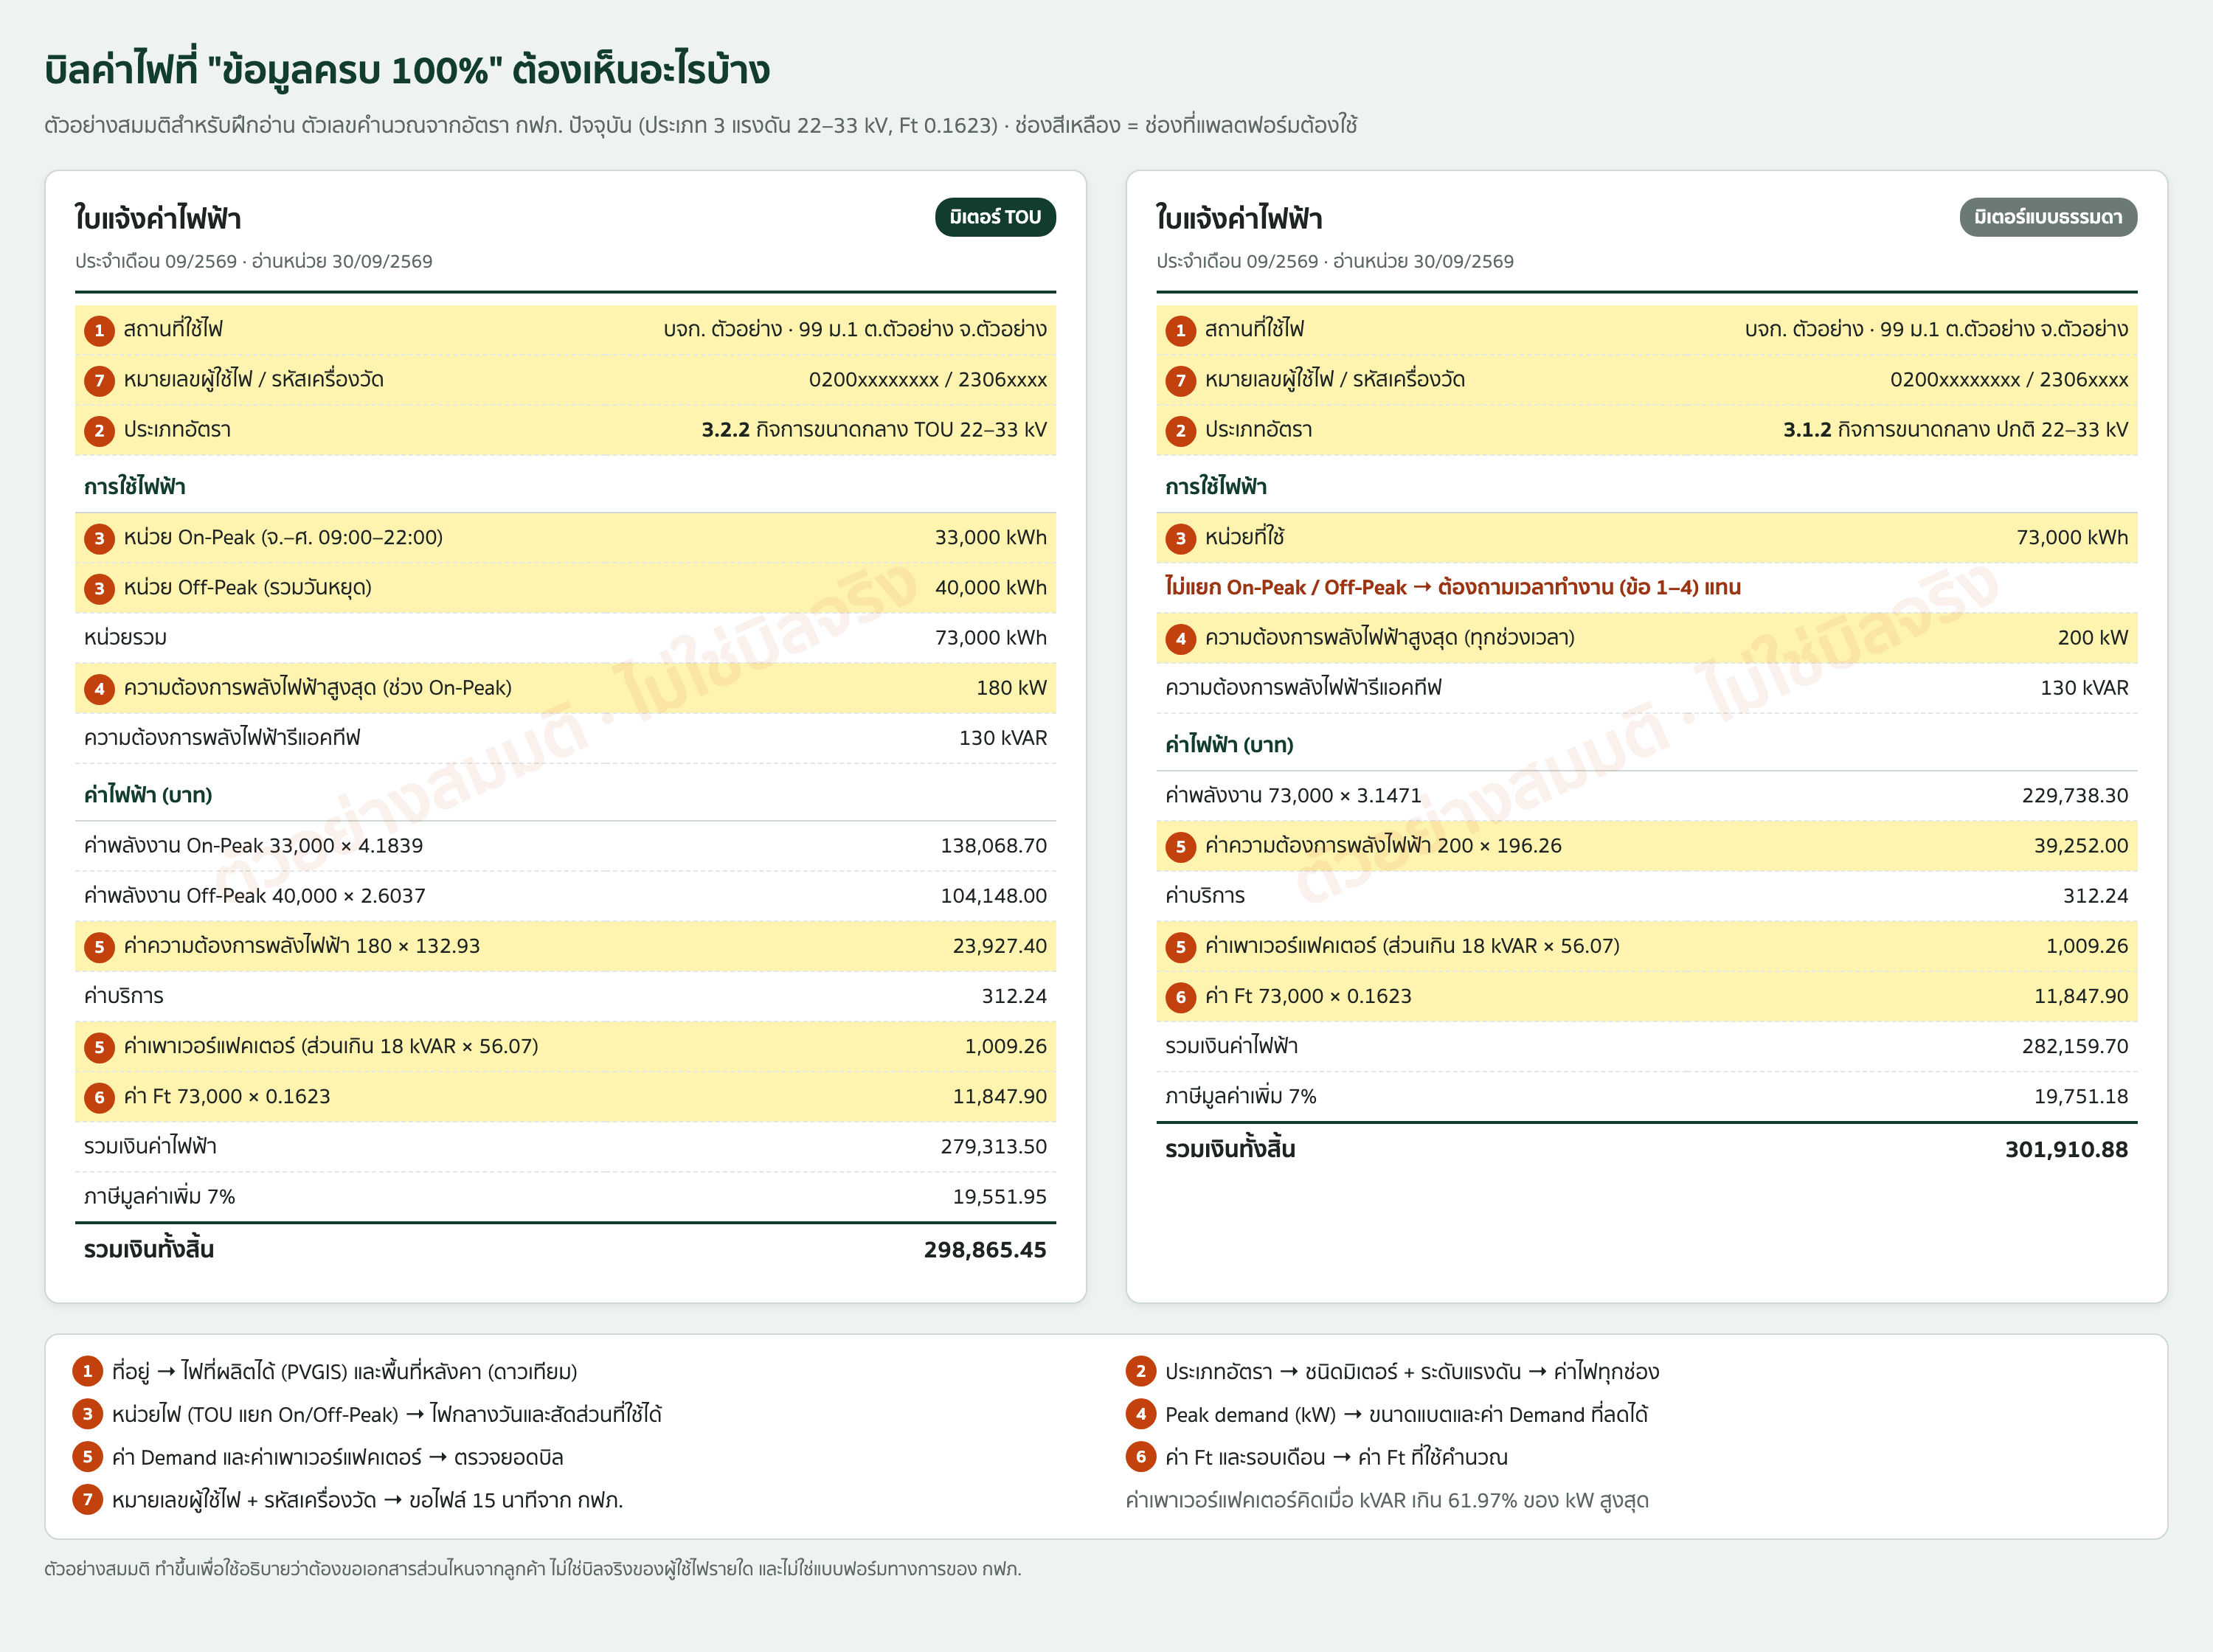 บิลค่าไฟที่ "ข้อมูลครบ 100%" ต้องเห็นอะไรบ้าง
ตัวอย่างสมมติสำหรับฝึกอ่าน ตัวเลขคำนวณจากอัตรา กฟภ. ปัจจุบัน (ประเภท 3 แรงดัน 22–33 kV, Ft 0.1623) · ช่องสีเหลือง = ช่องที่แพลตฟอร์มต้องใช้
ใบแจ้งค่าไฟฟ้า มิเตอร์ TOU
ประจำเดือน 09/2569 · อ่านหน่วย 30/09/2569
1 สถานที่ใช้ไฟ บจก. ตัวอย่าง · 99 ม.1 ต.ตัวอย่าง จ.ตัวอย่าง
7 หมายเลขผู้ใช้ไฟ / รหัสเครื่องวัด 0200xxxxxxxx / 2306xxxx
2 ประเภทอัตรา 3.2.2 กิจการขนาดกลาง TOU 22–33 kV
การใช้ไฟฟ้า
3 หน่วย On-Peak (จ.–ศ. 09:00–22:00) 33,000 kWh
3 หน่วย Off-Peak (รวมวันหยุด) 40,000 kWh
หน่วยรวม 73,000 kWh
4 ความต้องการพลังไฟฟ้าสูงสุด (ช่วง On-Peak) 180 kW
ความต้องการพลังไฟฟ้ารีแอคทีฟ 130 kVAR
ค่าไฟฟ้า (บาท)
ค่าพลังงาน On-Peak 33,000 × 4.1839 138,068.70
ค่าพลังงาน Off-Peak 40,000 × 2.6037 104,148.00
5 ค่าความต้องการพลังไฟฟ้า 180 × 132.93 23,927.40
ค่าบริการ 312.24
5 ค่าเพาเวอร์แฟคเตอร์ (ส่วนเกิน 18 kVAR × 56.07) 1,009.26
6 ค่า Ft 73,000 × 0.1623 11,847.90
รวมเงินค่าไฟฟ้า 279,313.50
ภาษีมูลค่าเพิ่ม 7% 19,551.95
รวมเงินทั้งสิ้น 298,865.45
ตัวอย่างสมมติ · ไม่ใช่บิลจริง
ใบแจ้งค่าไฟฟ้า มิเตอร์แบบธรรมดา
ประจำเดือน 09/2569 · อ่านหน่วย 30/09/2569
1 สถานที่ใช้ไฟ บจก. ตัวอย่าง · 99 ม.1 ต.ตัวอย่าง จ.ตัวอย่าง
7 หมายเลขผู้ใช้ไฟ / รหัสเครื่องวัด 0200xxxxxxxx / 2306xxxx
2 ประเภทอัตรา 3.1.2 กิจการขนาดกลาง ปกติ 22–33 kV
การใช้ไฟฟ้า
3 หน่วยที่ใช้ 73,000 kWh
ไม่แยก On-Peak / Off-Peak → ต้องถามเวลาทำงาน (ข้อ 1–4) แทน
4 ความต้องการพลังไฟฟ้าสูงสุด (ทุกช่วงเวลา) 200 kW
ความต้องการพลังไฟฟ้ารีแอคทีฟ 130 kVAR
ค่าไฟฟ้า (บาท)
ค่าพลังงาน 73,000 × 3.1471 229,738.30
5 ค่าความต้องการพลังไฟฟ้า 200 × 196.26 39,252.00
ค่าบริการ 312.24
5 ค่าเพาเวอร์แฟคเตอร์ (ส่วนเกิน 18 kVAR × 56.07) 1,009.26
6 ค่า Ft 73,000 × 0.1623 11,847.90
รวมเงินค่าไฟฟ้า 282,159.70
ภาษีมูลค่าเพิ่ม 7% 19,751.18
รวมเงินทั้งสิ้น 301,910.88
ตัวอย่างสมมติ · ไม่ใช่บิลจริง
1 ที่อยู่ → ไฟที่ผลิตได้ (PVGIS) และพื้นที่หลังคา (ดาวเทียม)
2 ประเภทอัตรา → ชนิดมิเตอร์ + ระดับแรงดัน → ค่าไฟทุกช่อง
3 หน่วยไฟ (TOU แยก On/Off-Peak) → ไฟกลางวันและสัดส่วนที่ใช้ได้
4 Peak demand (kW) → ขนาดแบตและค่า Demand ที่ลดได้
5 ค่า Demand และค่าเพาเวอร์แฟคเตอร์ → ตรวจยอดบิล
6 ค่า Ft และรอบเดือน → ค่า Ft ที่ใช้คำนวณ
7 หมายเลขผู้ใช้ไฟ + รหัสเครื่องวัด → ขอไฟล์ 15 นาทีจาก กฟภ.
ค่าเพาเวอร์แฟคเตอร์คิดเมื่อ kVAR เกิน 61.97% ของ kW สูงสุด
ตัวอย่างสมมติ ทำขึ้นเพื่อใช้อธิบายว่าต้องขอเอกสารส่วนไหนจากลูกค้า ไม่ใช่บิลจริงของผู้ใช้ไฟรายใด และไม่ใช่แบบฟอร์มทางการของ กฟภ.